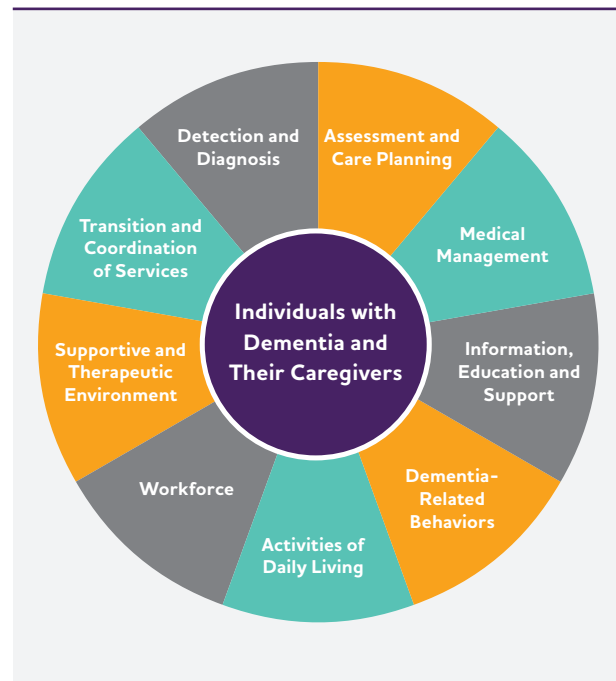 Detection and
Diagnosis
Assessment and
Care Planning
Medical
Management
Information,
Education and
Support
Dementia-
Related
Behaviors
Activities of
Daily Living
Workforce
Supportive and
Therapeutic
Environment
Transition and
Coordination
of Services
Individuals with
Dementia and
Their Caregivers